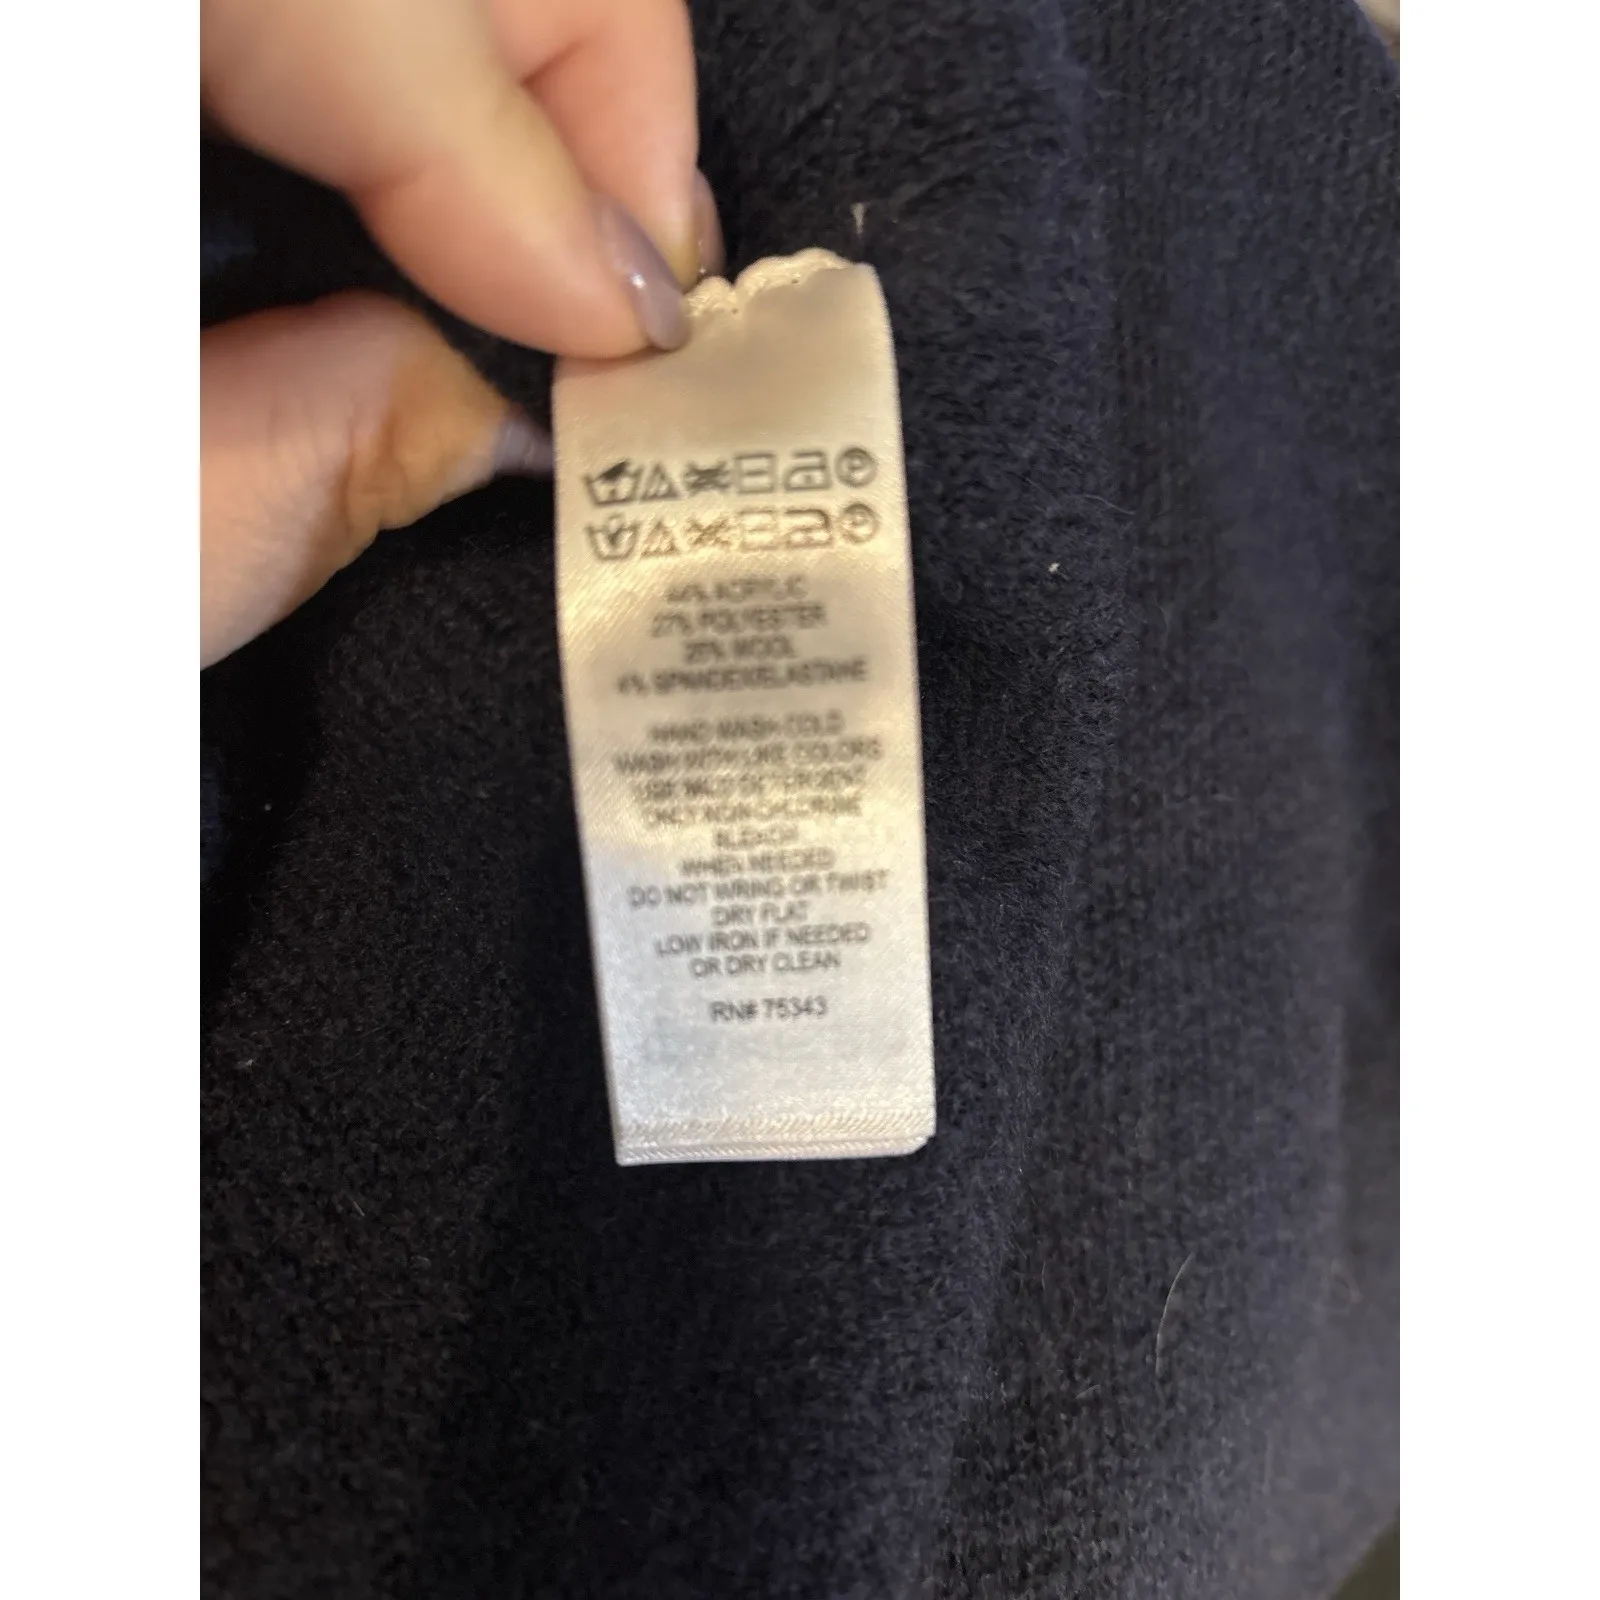 44% ACRYLIC
27% POLYESTER
25% WOOL
4% SPANDEX/ELASTANE
HAND WASH COLD
WASH WITH LIKE COLORS
USE MILD DETERGENT
ONLY NON-CHLORINE
BLEACH
WHEN NEEDED
DO NOT WRING OR TWIST
DRY FLAT
LOW IRON IF NEEDED
OR DRY CLEAN
RN# 75343